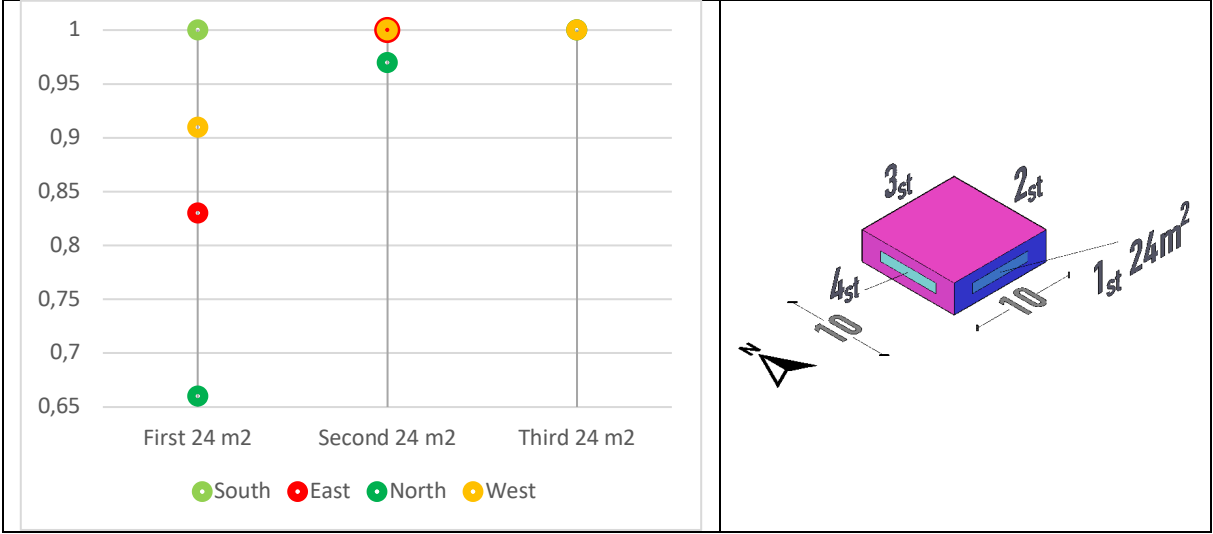 1
0,95
0,9
0,85
0,8
0,75
0,7
0,65
First 24 m2 Second 24 m2 Third 24 m2
South East North West
3st 2st
4st 1st 24m²
10 10
N